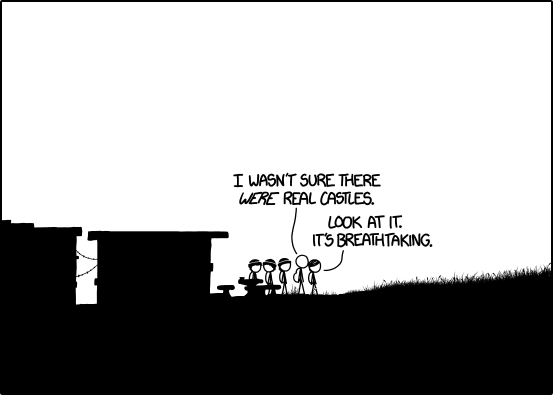 I WASN'T SURE THERE
WERE REAL CASTLES.
LOOK AT IT.
IT'S BREATHTAKING.